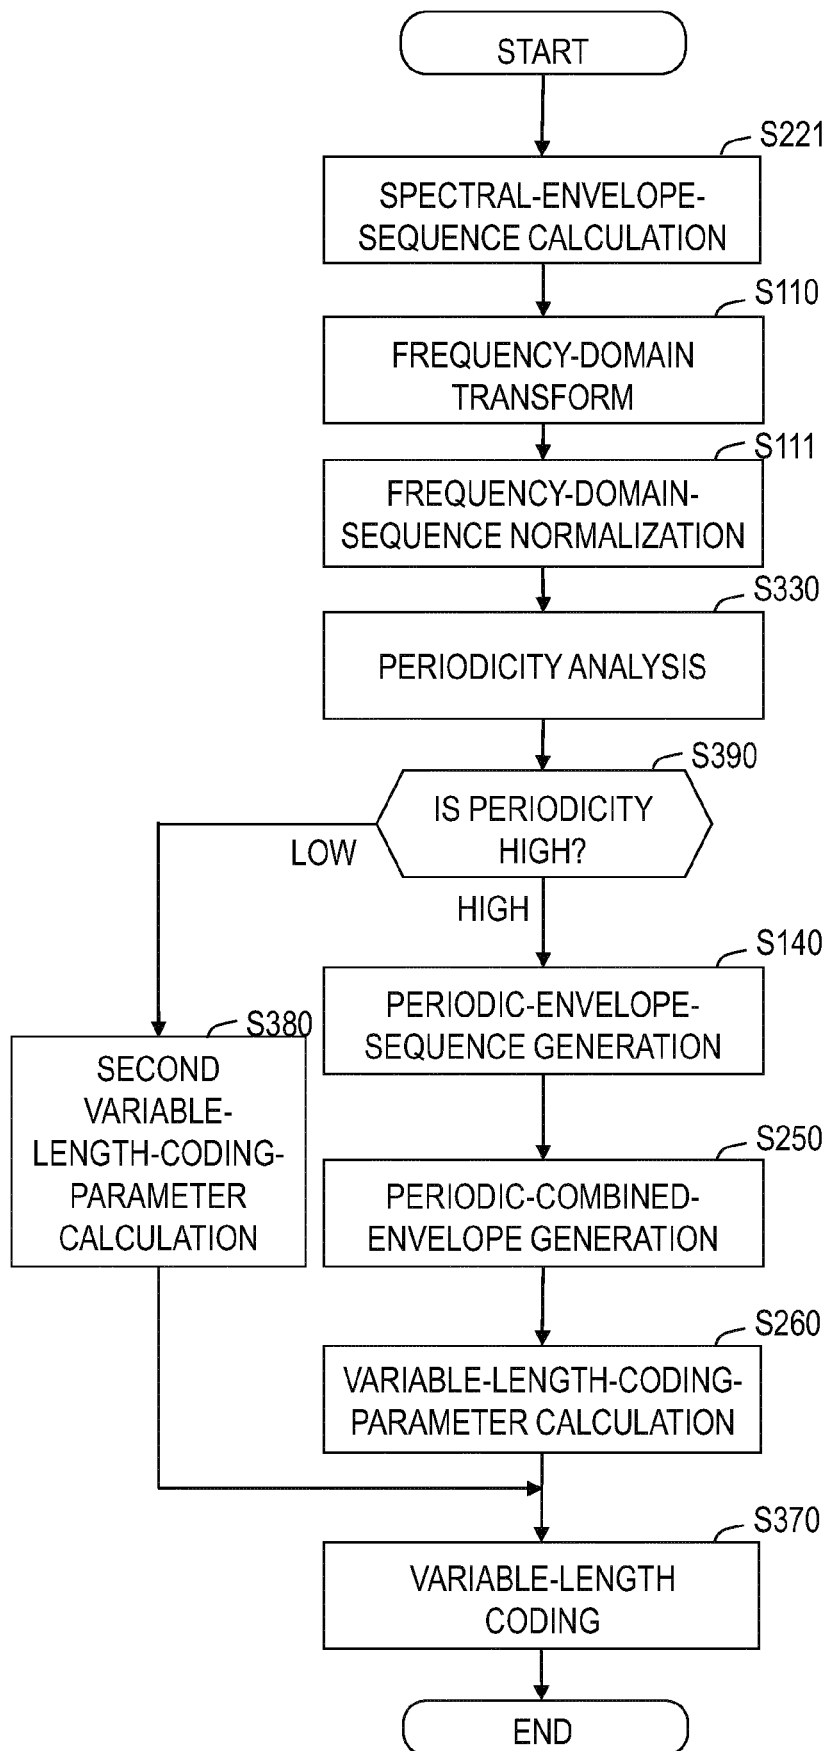 START
S221
SPECTRAL-ENVELOPE-
SEQUENCE CALCULATION
S110
FREQUENCY-DOMAIN
TRANSFORM
S111
FREQUENCY-DOMAIN-
SEQUENCE NORMALIZATION
S330
PERIODICITY ANALYSIS
S390
IS PERIODICITY
HIGH?
LOW
HIGH
S140
PERIODIC-ENVELOPE-
SEQUENCE GENERATION
S380
SECOND
VARIABLE-
LENGTH-CODING-
PARAMETER
CALCULATION
S250
PERIODIC-COMBINED-
ENVELOPE GENERATION
S260
VARIABLE-LENGTH-CODING-
PARAMETER CALCULATION
S370
VARIABLE-LENGTH
CODING
END